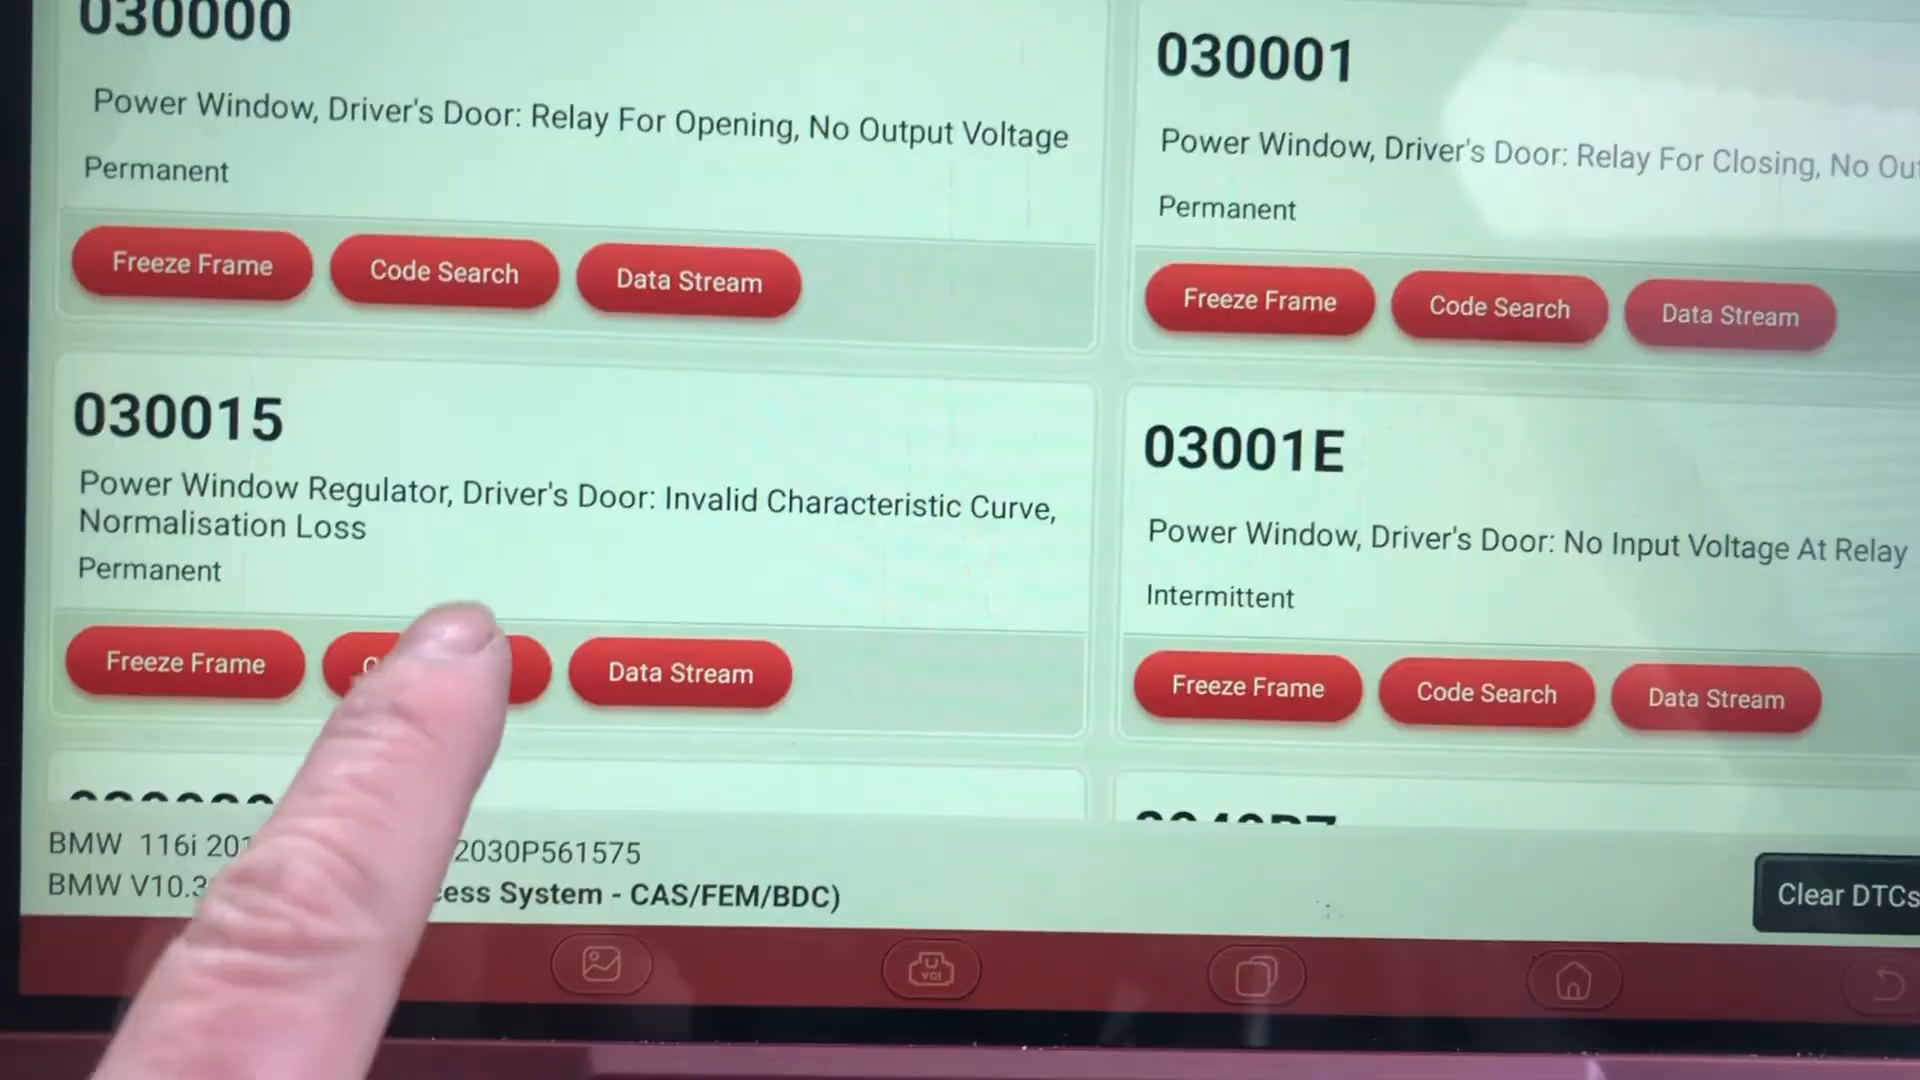 030000
Power Window, Driver's Door: Relay For Opening, No Output Voltage
Permanent
Freeze Frame
Code Search
Data Stream
030001
Power Window, Driver's Door: Relay For Closing, No
Permanent
Freeze Frame
Code Search
Data Stream
030015
Power Window Regulator, Driver's Door: Invalid Characteristic Curve,
Normalisation Loss
Permanent
Freeze Frame
Data Stream
03001E
Power Window, Driver's Door: No Input Voltage At Relay
Intermittent
Freeze Frame
Code Search
Data Stream
BMW 116i 2030P561575
BMW System - CAS/FEM/BDC)
Clear DTCs
VCI